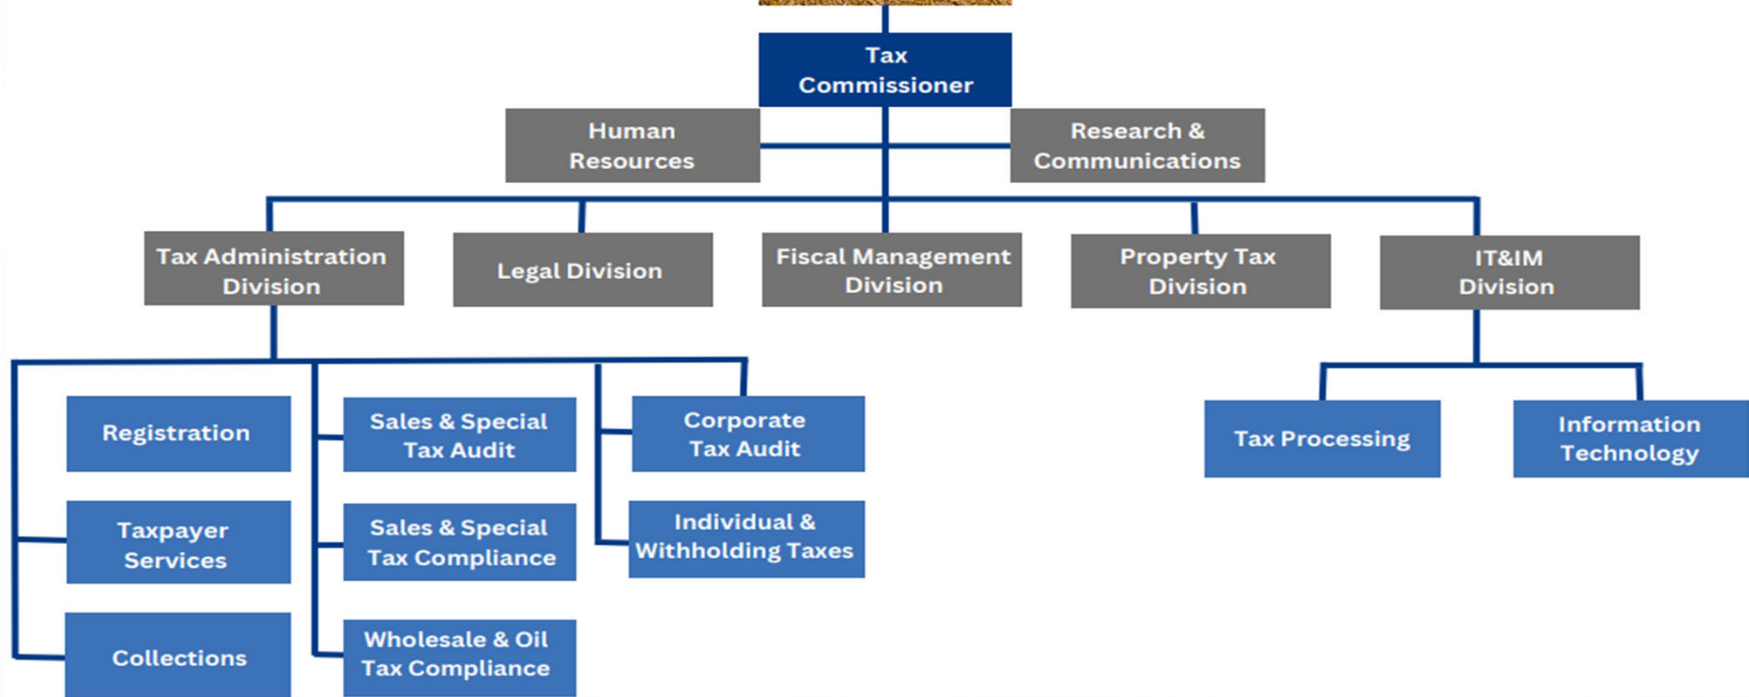 Tax
Commissioner
Human
Resources
Research &
Communications
Tax Administration
Division
Legal Division
Fiscal Management
Division
Property Tax
Division
IT&IM
Division
Registration
Sales & Special
Tax Audit
Corporate
Tax Audit
Tax Processing
Information
Technology
Taxpayer
Services
Sales & Special
Tax Compliance
Individual &
Withholding Taxes
Collections
Wholesale & Oil
Tax Compliance